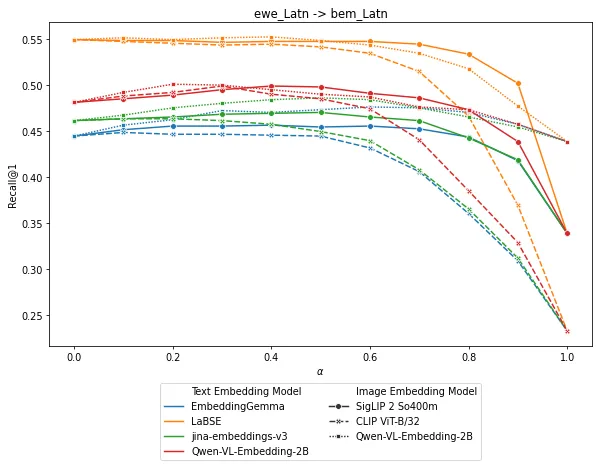 ewe_Latn -> bem_Latn
Recall@1
0.55
0.50
0.45
0.40
0.35
0.30
0.25
0.0
0.2
0.4
0.6
0.8
1.0
α
Text Embedding Model
EmbeddingGemma
LaBSE
jina-embeddings-v3
Qwen-VL-Embedding-2B
Image Embedding Model
SigLIP 2 So400m
CLIP ViT-B/32
Qwen-VL-Embedding-2B